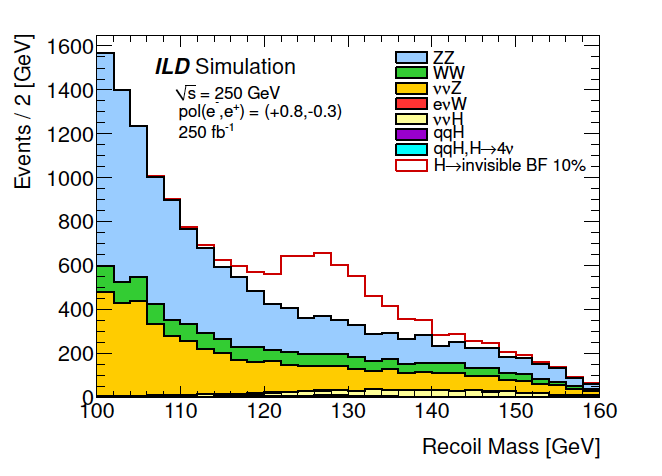 ILD Simulation
√s = 250 GeV
pol(e⁻,e⁺) = (+0.8,-0.3)
250 fb⁻¹
ZZ
WW
ννZ
eνW
ννH
qqH
qqH,H→4ν
H→invisible BF 10%
Events / 2 [GeV]
1600
1400
1200
1000
800
600
400
200
0
100 110 120 130 140 150 160
Recoil Mass [GeV]